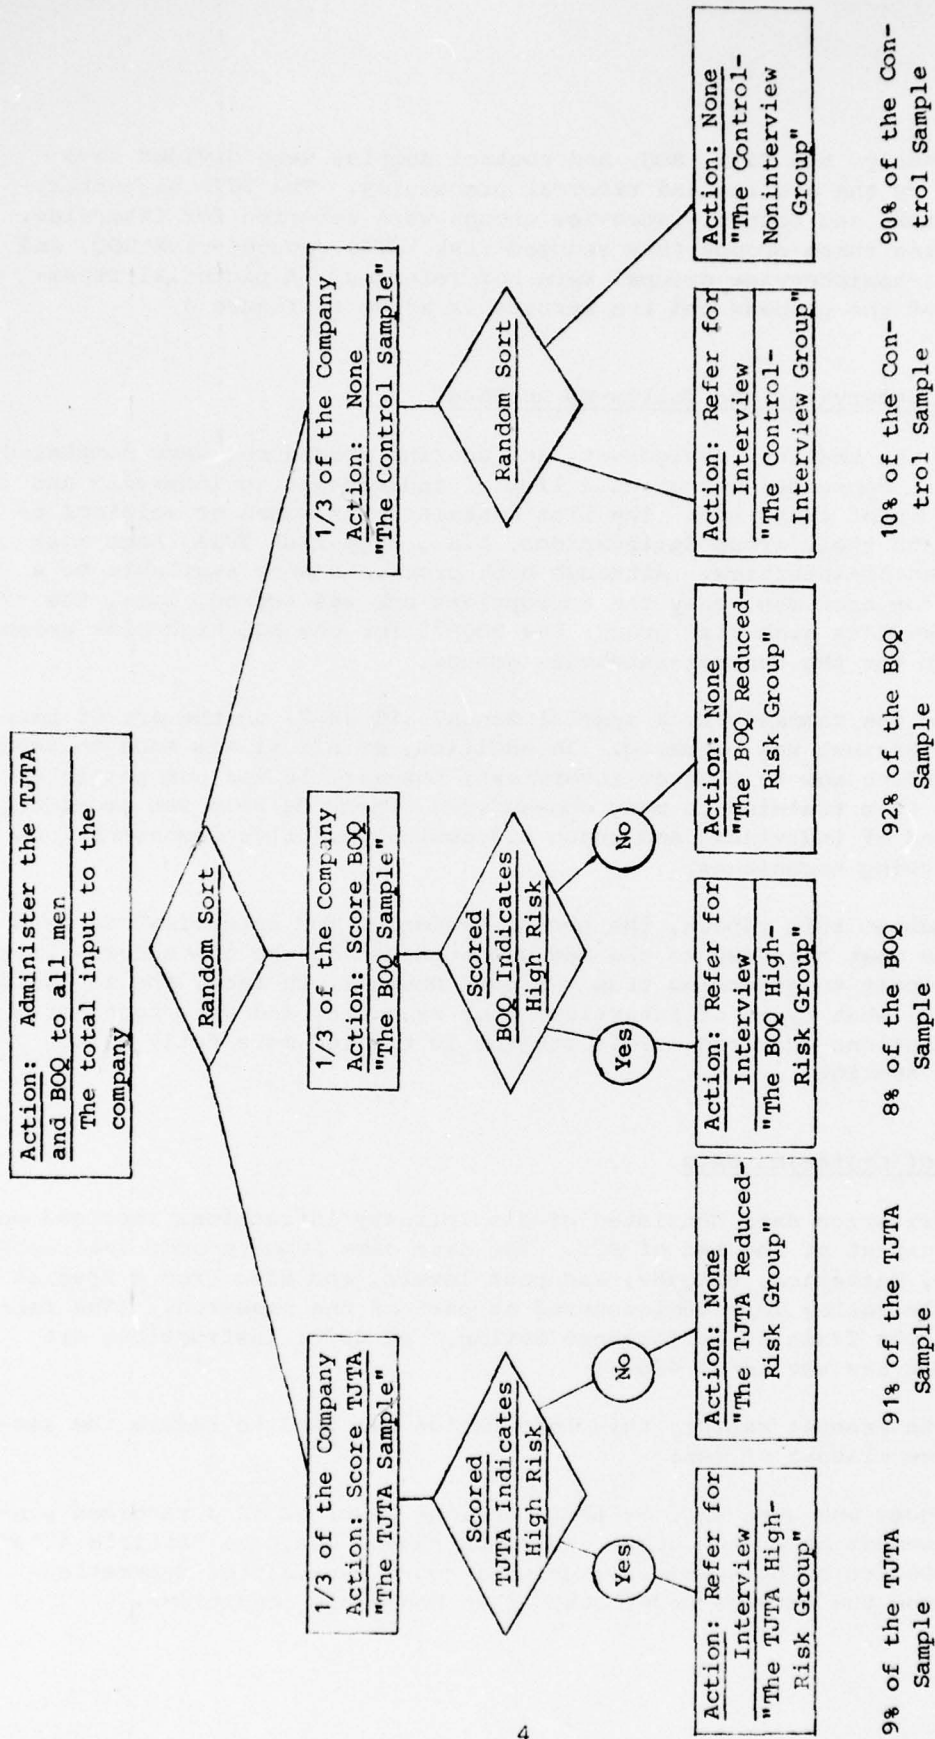 Action: Administer the TJTA
and BOQ to all men
The total input to the
company
Random Sort
1/3 of the Company
Action: Score TJTA
"The TJTA Sample"
1/3 of the Company
Action: Score BOQ
"The BOQ Sample"
1/3 of the Company
Action: None
"The Control Sample"
Scored
TJTA Indicates
High Risk
Scored
BOQ Indicates
High Risk
Random Sort
Yes
No
Yes
No
Action: Refer for
Interview
"The TJTA High-
Risk Group"
Action: None
"The TJTA Reduced-
Risk Group"
Action: Refer for
Interview
"The BOQ High-
Risk Group"
Action: None
"The BOQ Reduced-
Risk Group"
Action: Refer for
Interview
"The Control-
Interview Group"
Action: None
"The Control-
Noninterview
Group"
9% of the TJTA
Sample
91% of the TJTA
Sample
8% of the BOQ
Sample
92% of the BOQ
Sample
10% of the Con-
trol Sample
90% of the Con-
trol Sample
4